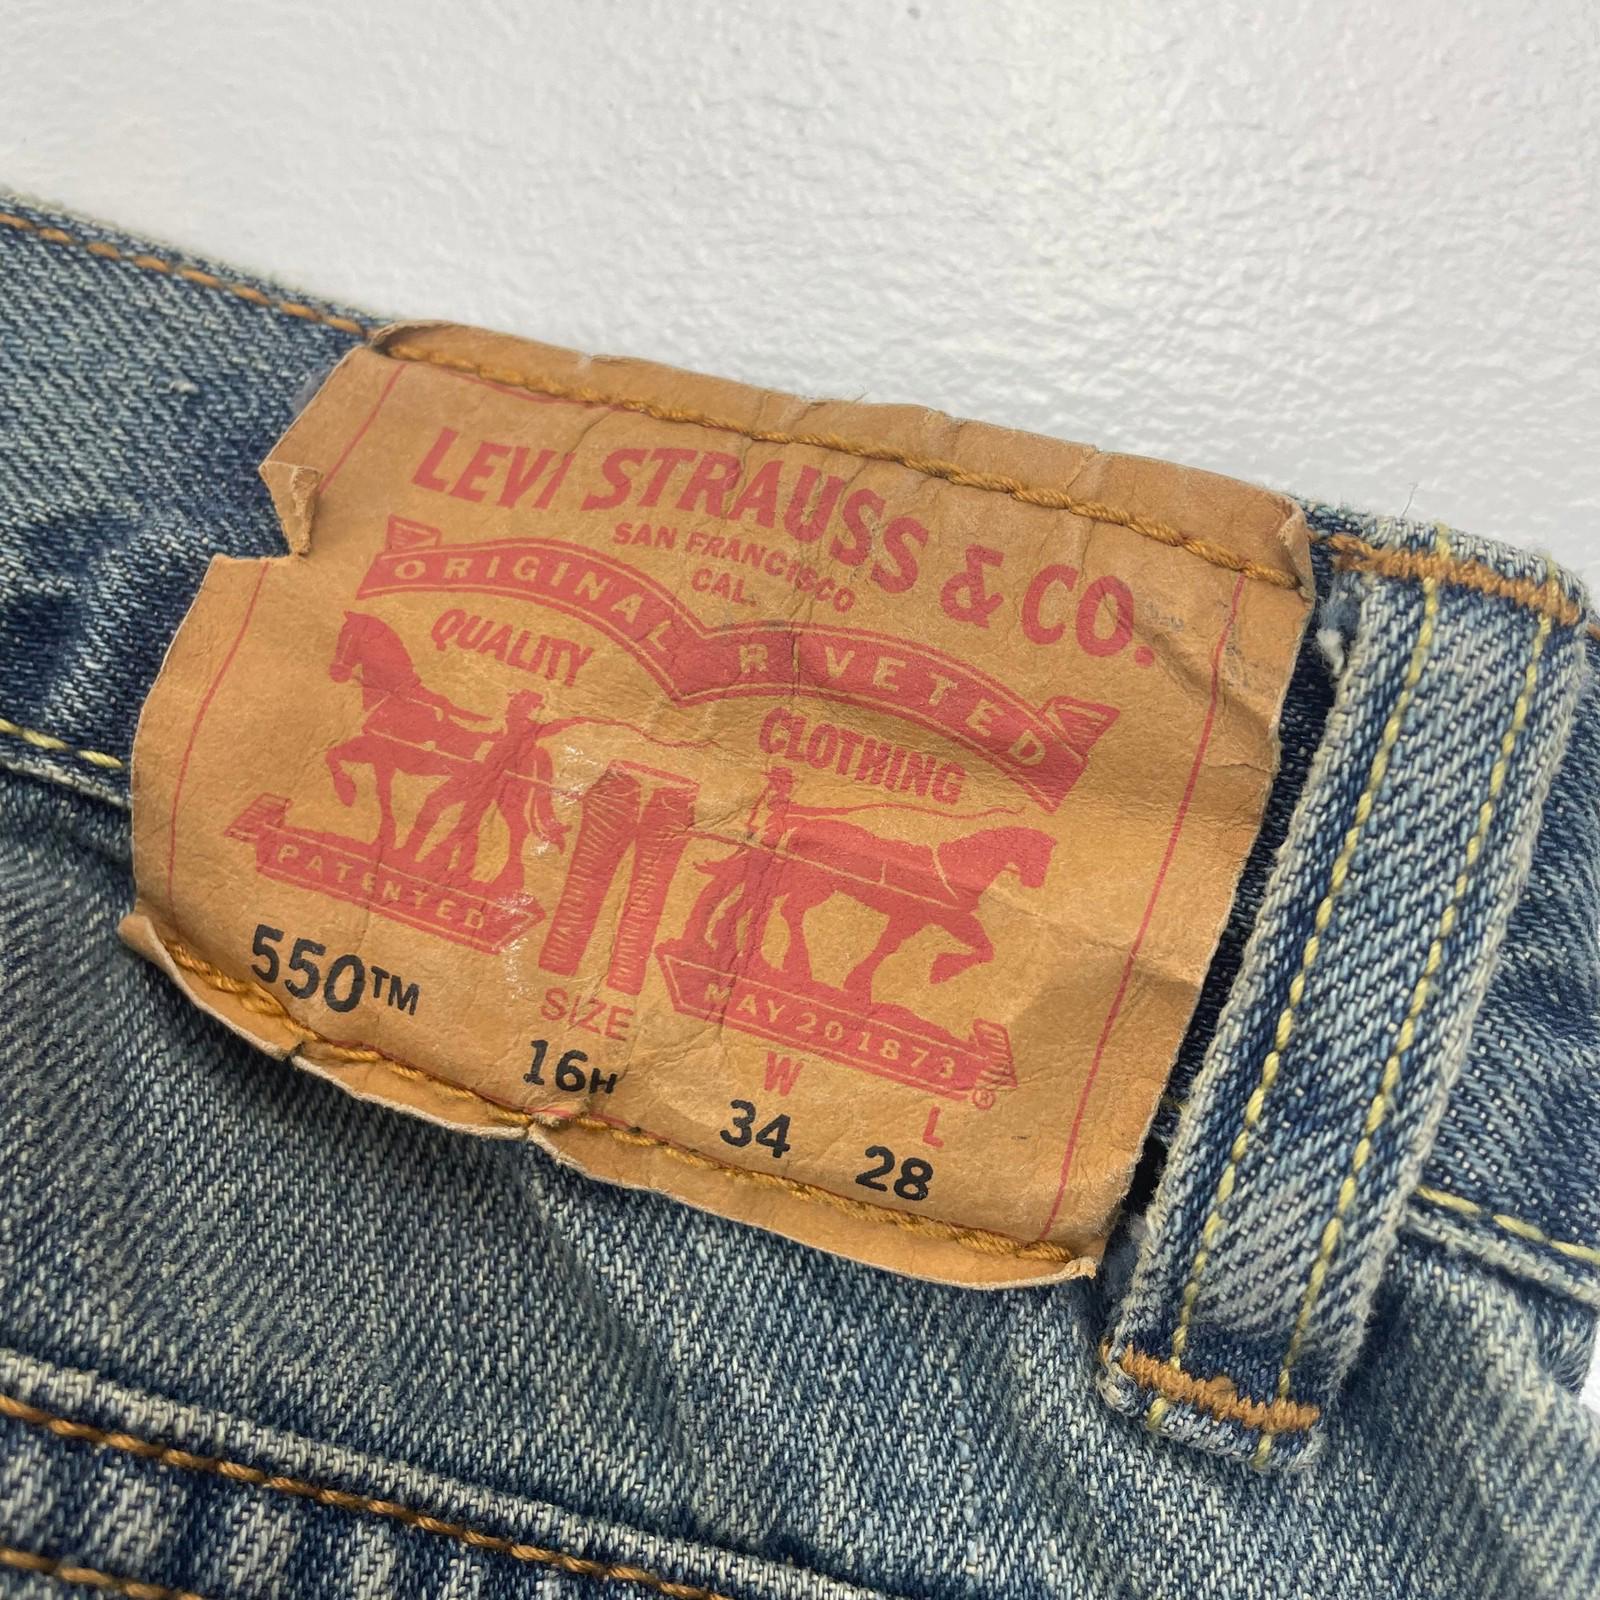 LEVI STRAUSS & CO.
SAN FRANCISCO
CAL.
ORIGINAL RIVETED
QUALITY CLOTHING
PATENTED MAY 20 1873 ®
550™
SIZE W L
16H 34 28